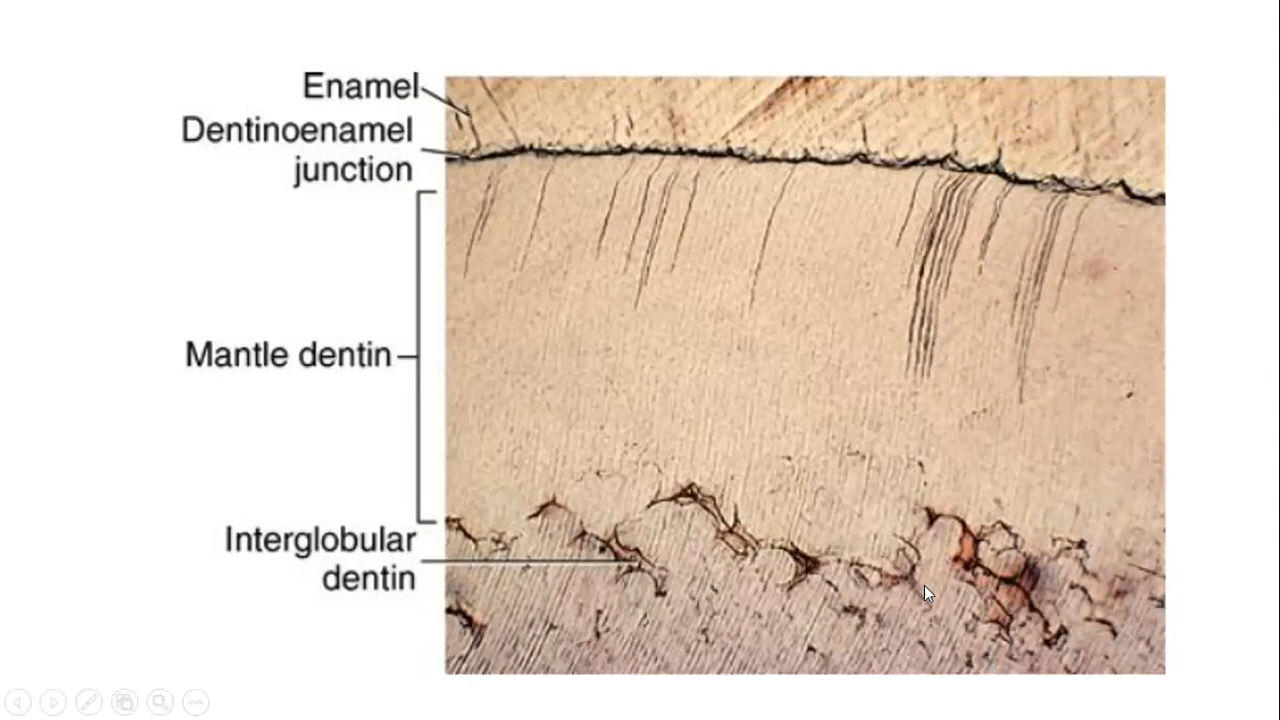 Enamel
Dentinoenamel
junction
Mantle dentin
Interglobular
dentin